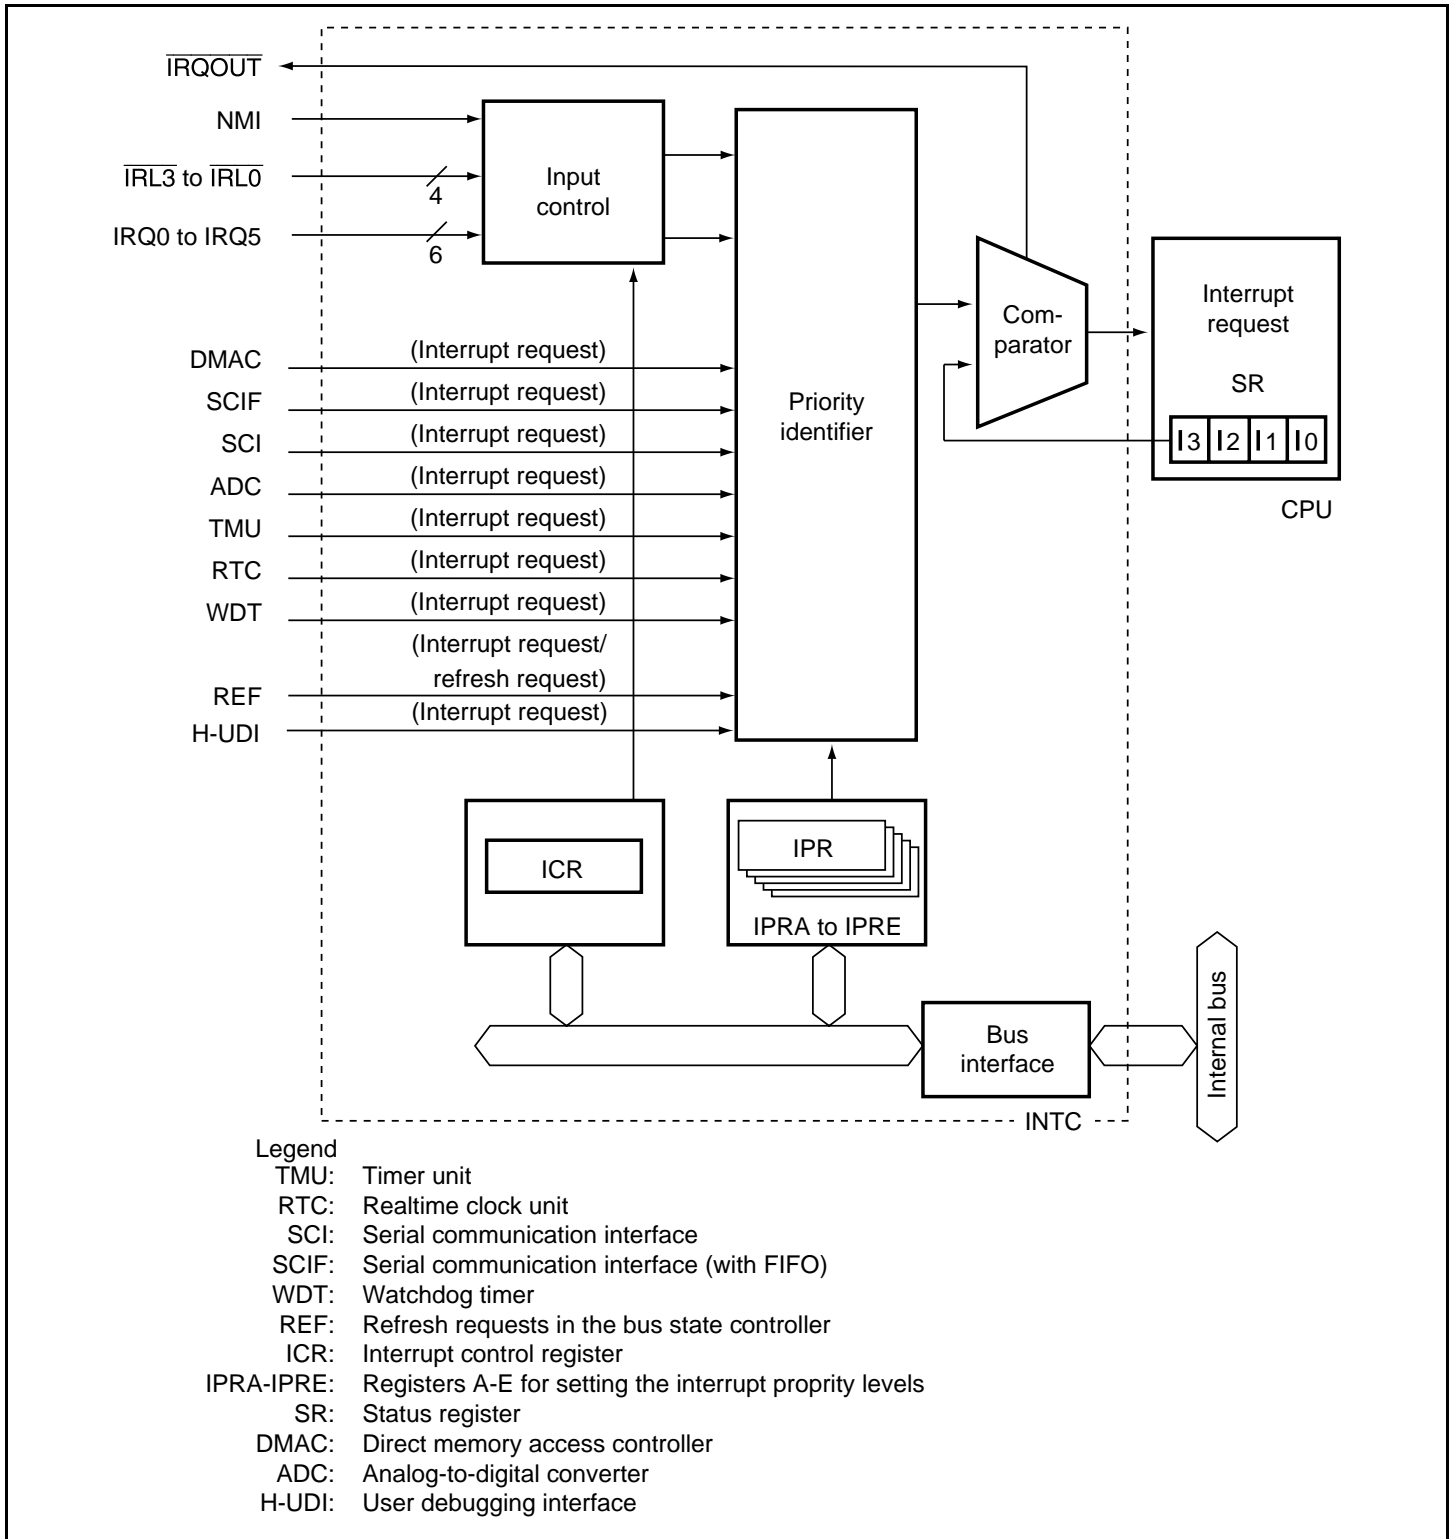 IRQOUT
NMI
IRL3 to IRL0
4
IRQ0 to IRQ5
6
Input
control
DMAC (Interrupt request)
SCIF (Interrupt request)
SCI (Interrupt request)
ADC (Interrupt request)
TMU (Interrupt request)
RTC (Interrupt request)
WDT (Interrupt request)
(Interrupt request/
refresh request)
REF
(Interrupt request)
H-UDI
Priority
identifier
Com-
parator
Interrupt
request
SR
I3 I2 I1 I0
CPU
ICR
IPR
IPRA to IPRE
Bus
interface
Internal bus
INTC
Legend
TMU: Timer unit
RTC: Realtime clock unit
SCI: Serial communication interface
SCIF: Serial communication interface (with FIFO)
WDT: Watchdog timer
REF: Refresh requests in the bus state controller
ICR: Interrupt control register
IPRA-IPRE: Registers A-E for setting the interrupt proprity levels
SR: Status register
DMAC: Direct memory access controller
ADC: Analog-to-digital converter
H-UDI: User debugging interface